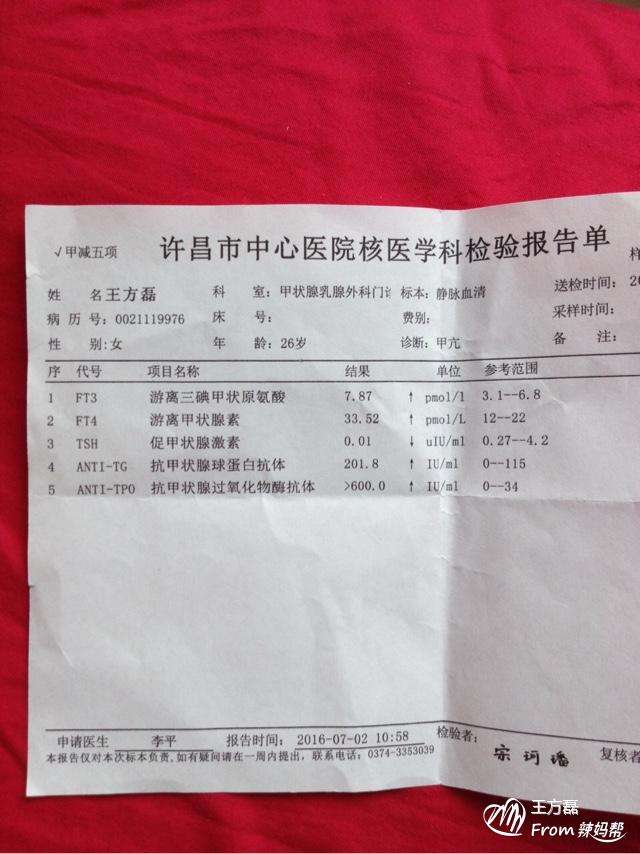 √甲减五项 许昌市中心医院核医学科检验报告单
姓 名王方磊 科 室：甲状腺乳腺外科门诊 标本：静脉血清 送检时间：
病 历 号：0021119976 床 号： 费别： 采样时间：
性 别:女 年 龄：26岁 诊断：甲亢 备 注：
序 代号 项目名称 结果 单位 参考范围
1 FT3 游离三碘甲状原氨酸 7.87 ↑ pmol/l 3.1--6.8
2 FT4 游离甲状腺素 33.52 ↑ pmol/L 12--22
3 TSH 促甲状腺激素 0.01 ↓ uIU/ml 0.27--4.2
4 ANTI-TG 抗甲状腺球蛋白抗体 201.8 ↑ IU/ml 0--115
5 ANTI-TPO 抗甲状腺过氧化物酶抗体 >600.0 ↑ IU/ml 0--34
申请医生 李平 报告时间： 2016-07-02 10:58 检验者： 复核者
本报告仅对本次标本负责,如有疑问请在一周内提出，联系电话：0374-3353039
王方磊
From 辣妈帮